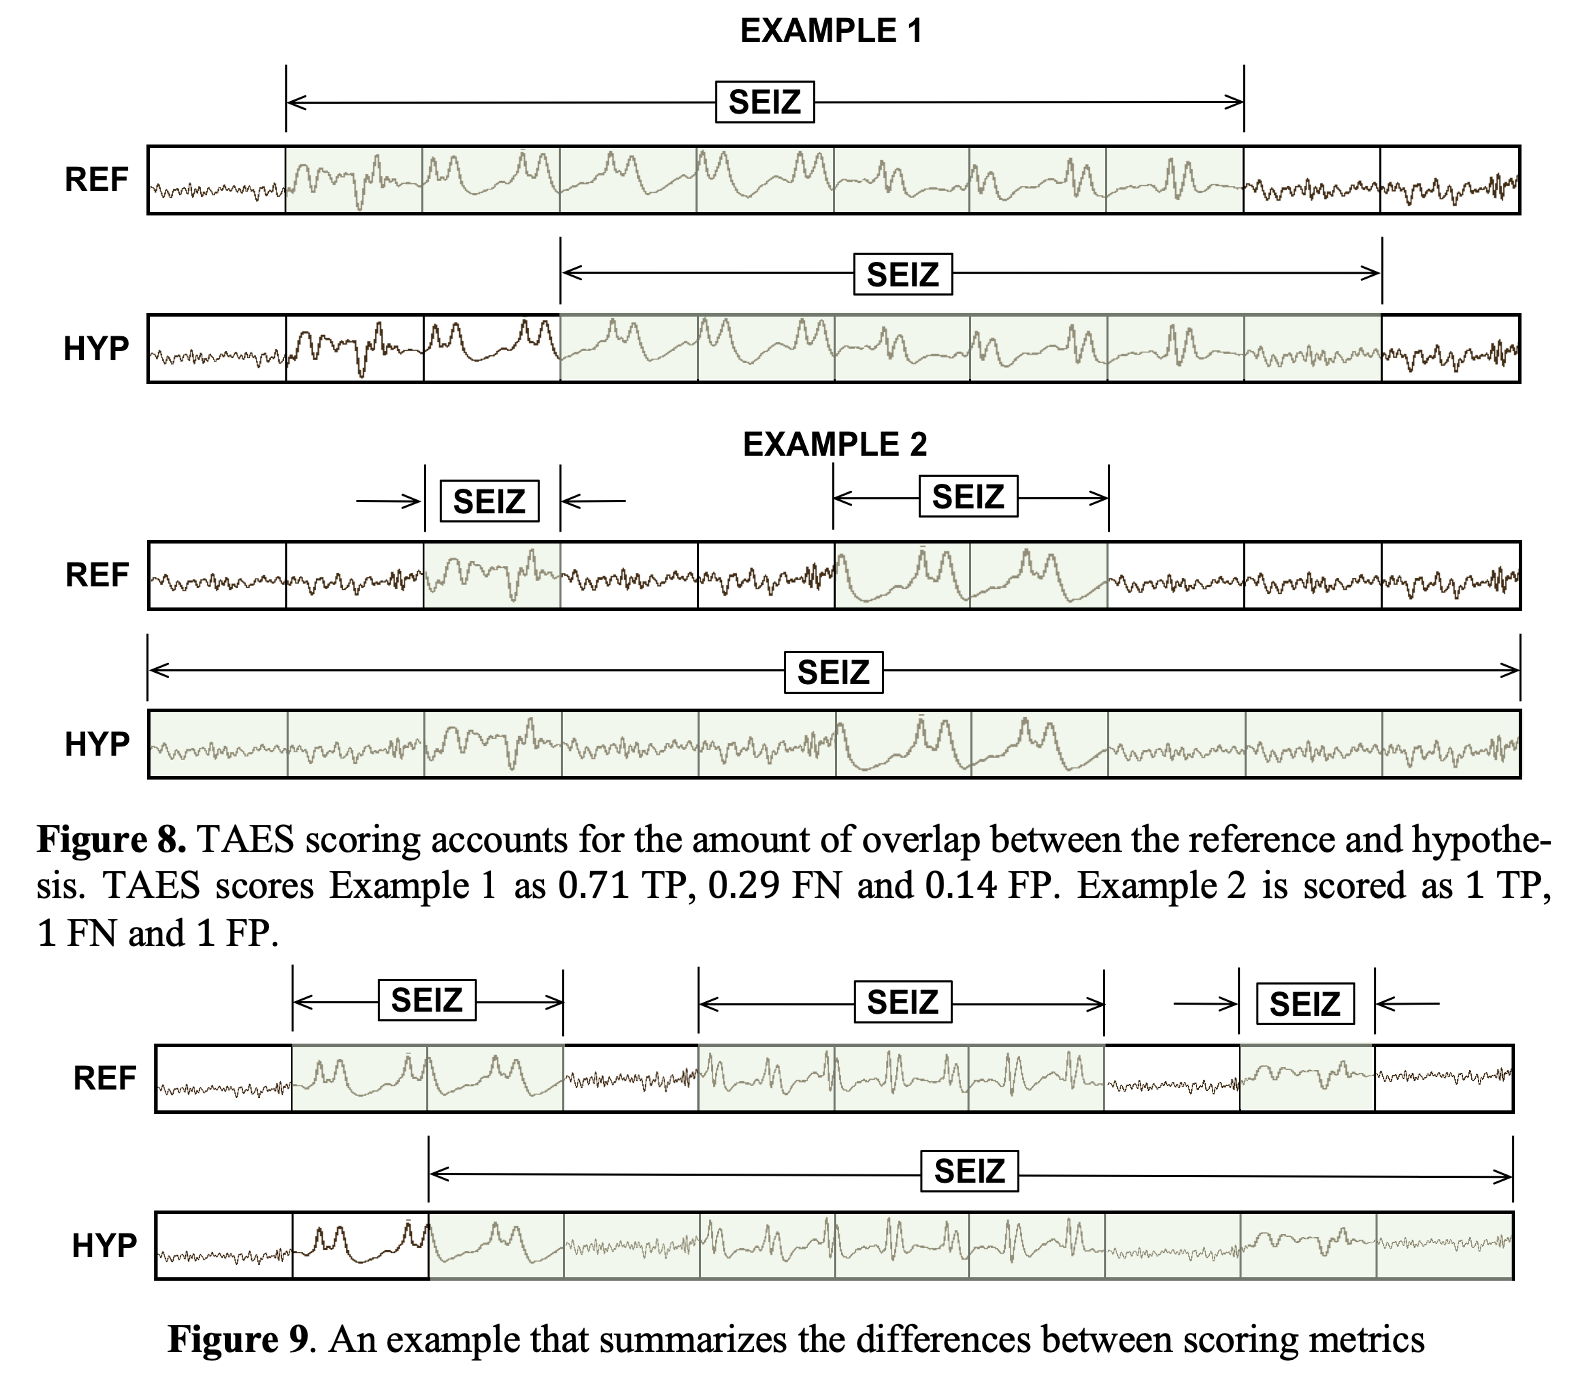 EXAMPLE 1
SEIZ
REF
SEIZ
HYP
EXAMPLE 2
SEIZ SEIZ
REF
SEIZ
HYP
Figure 8. TAES scoring accounts for the amount of overlap between the reference and hypothe-
sis. TAES scores Example 1 as 0.71 TP, 0.29 FN and 0.14 FP. Example 2 is scored as 1 TP,
1 FN and 1 FP.
SEIZ SEIZ SEIZ
REF
SEIZ
HYP
Figure 9. An example that summarizes the differences between scoring metrics